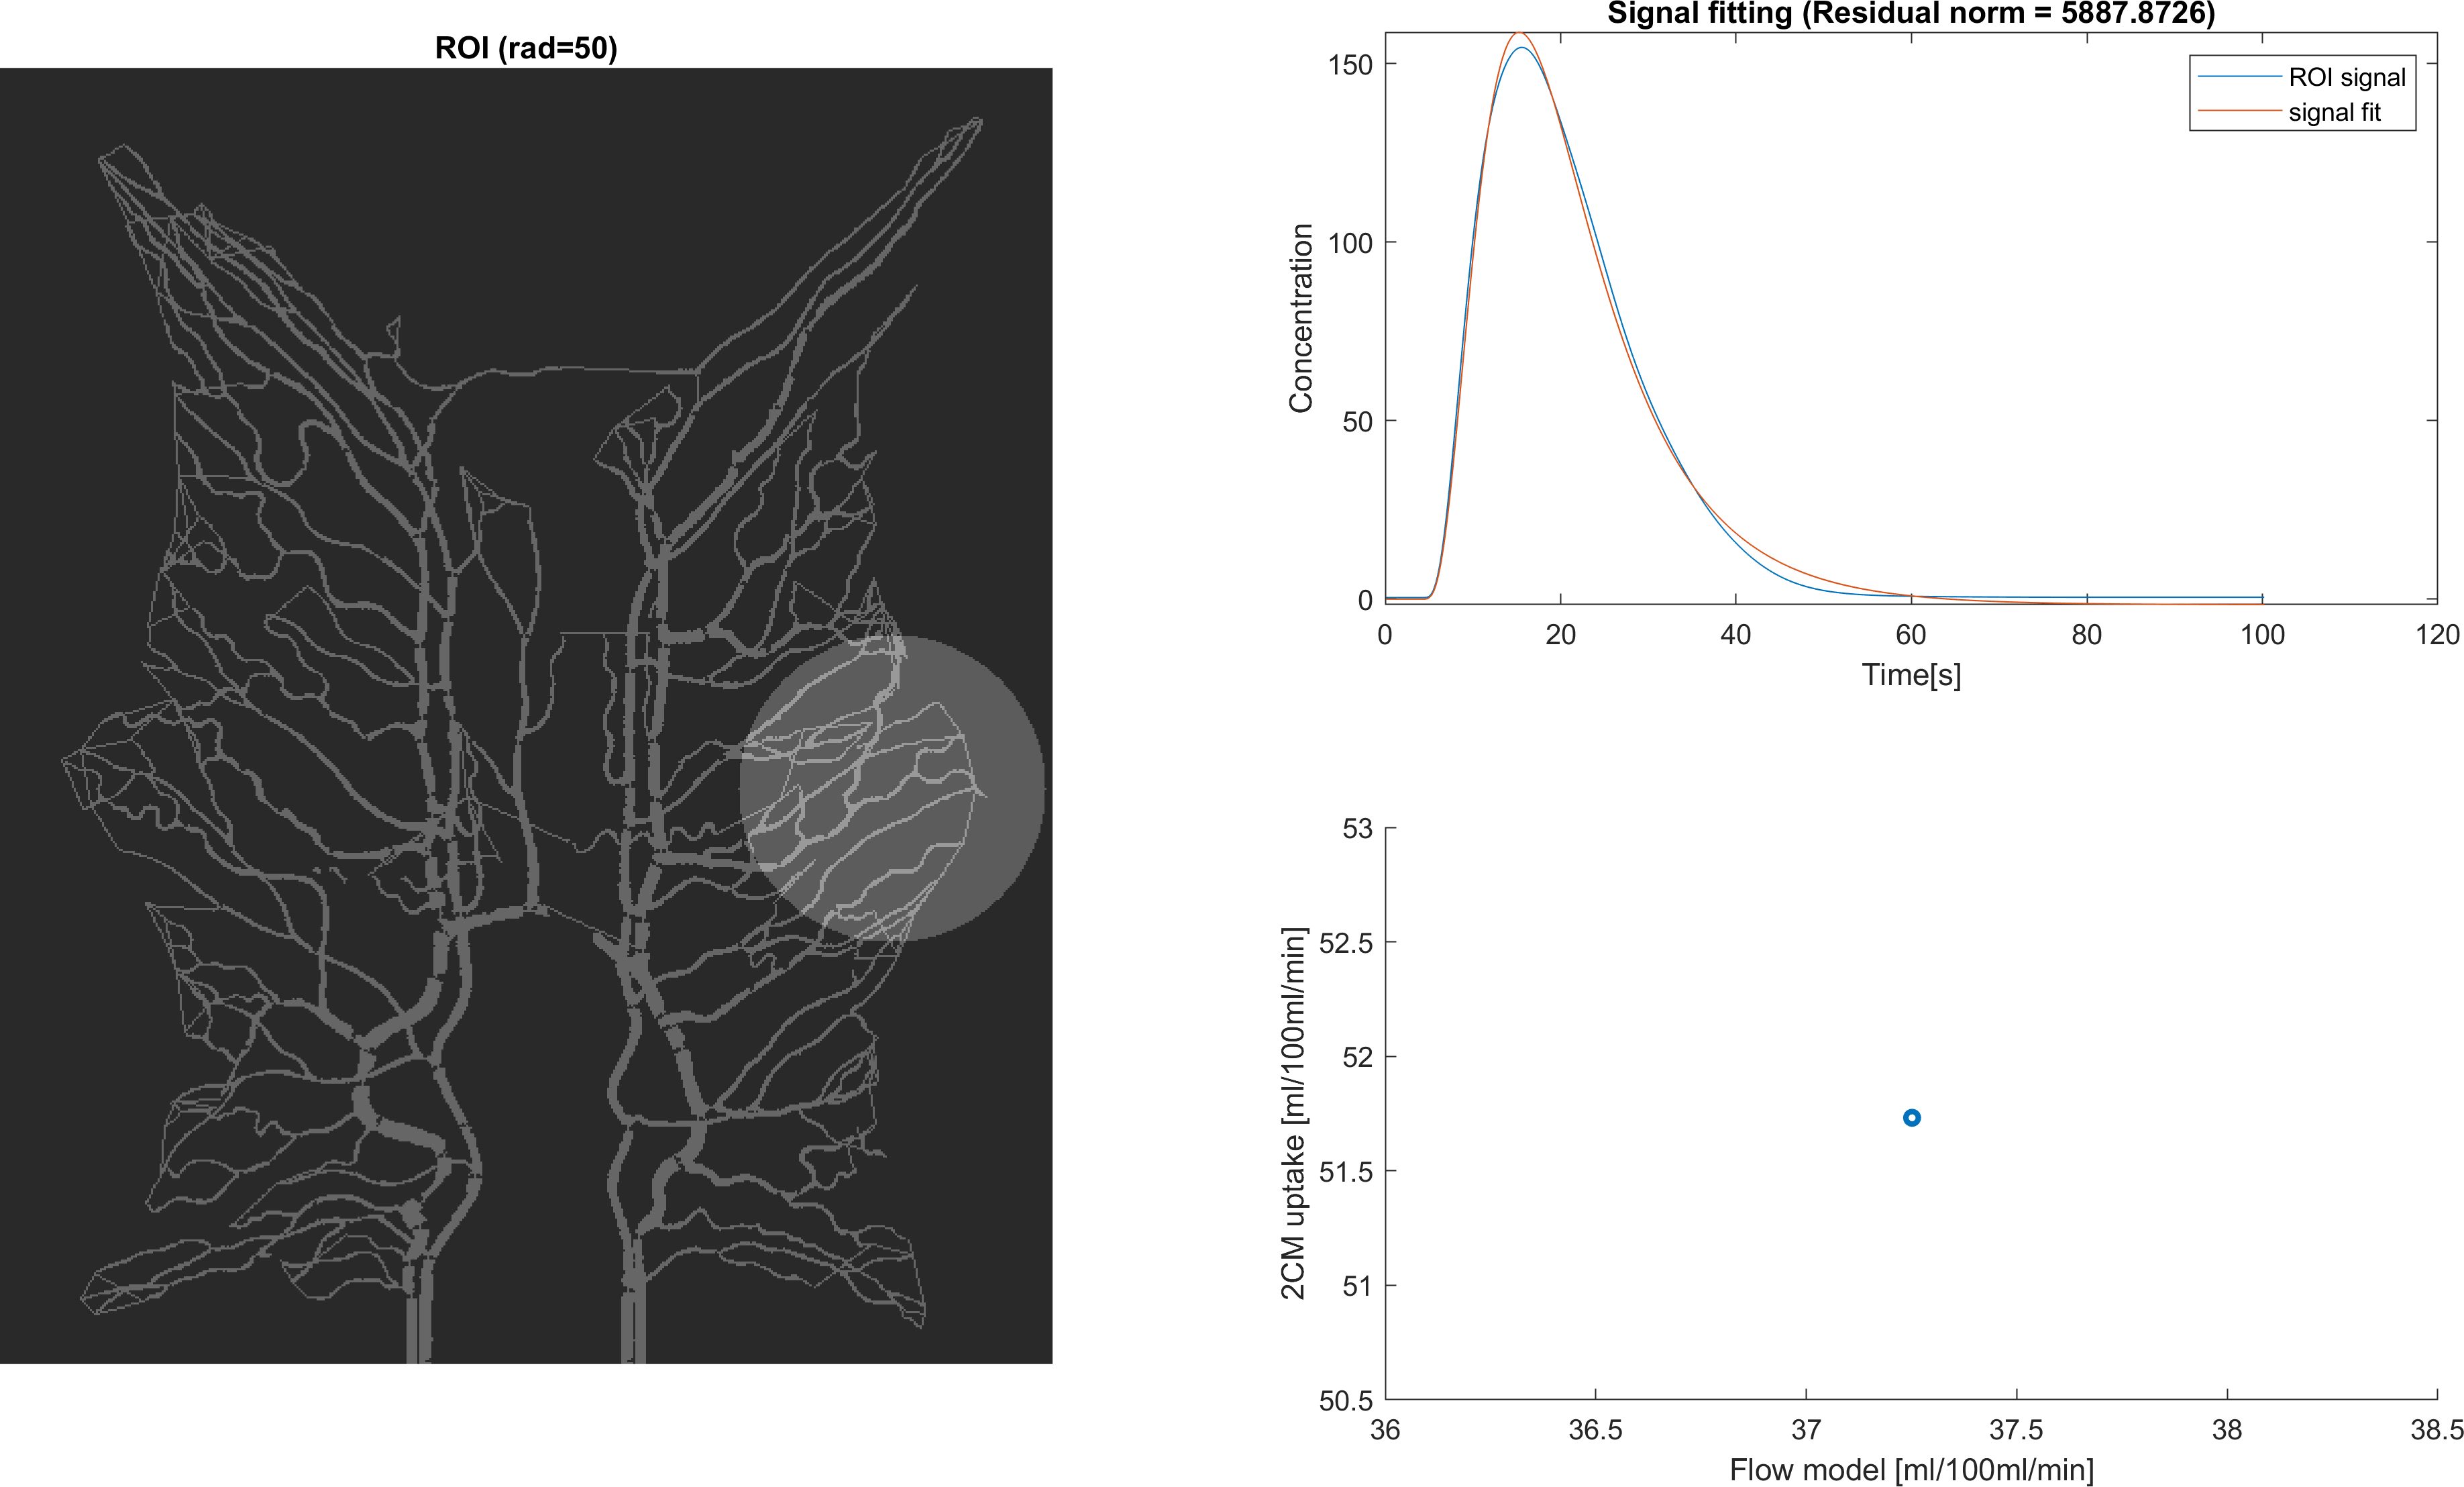 ROI (rad=50)
Signal fitting (Residual norm = 5887.8726)
ROI signal
signal fit
150
100
50
0
Concentration
0 20 40 60 80 100 120
Time[s]
53
52.5
52
51.5
51
50.5
2CM uptake [ml/100ml/min]
36 36.5 37 37.5 38 38.5
Flow model [ml/100ml/min]